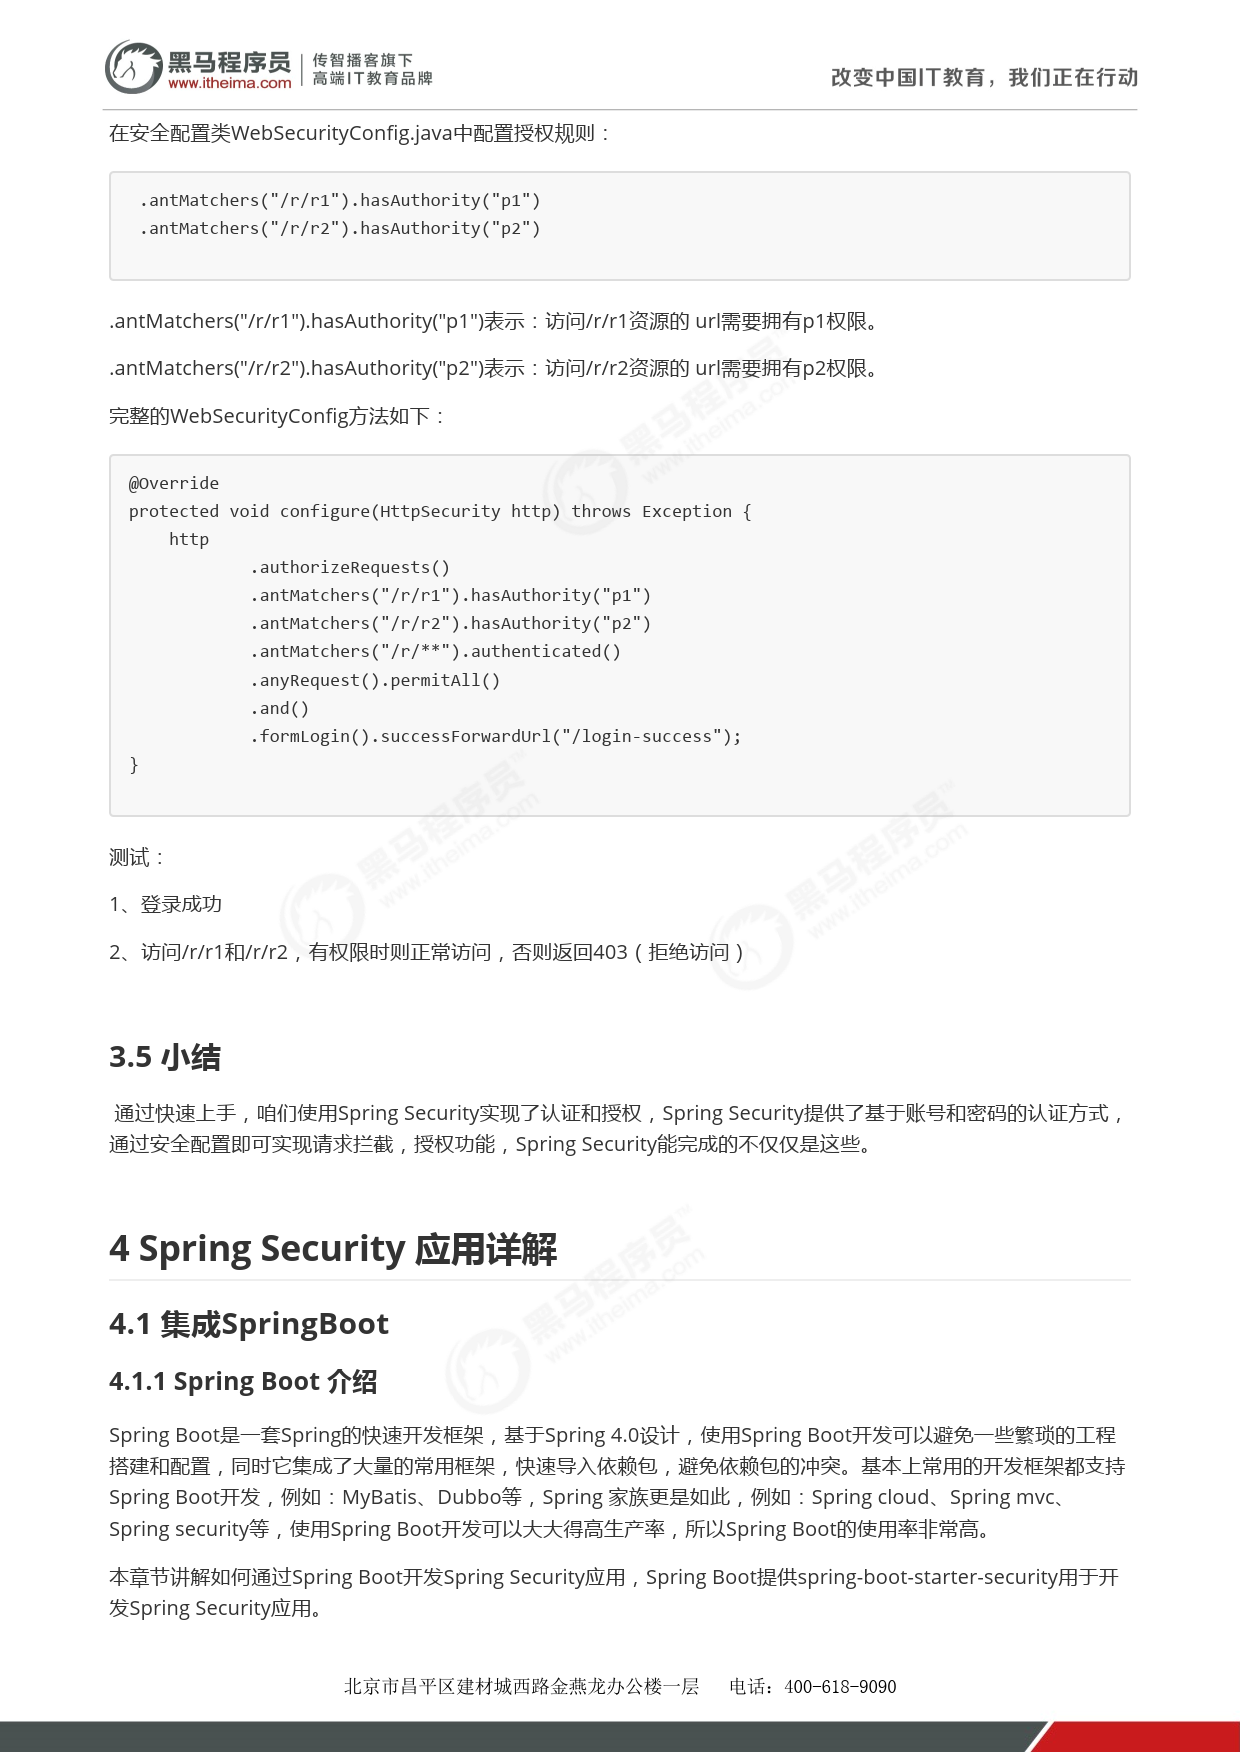 黑马程序员
www.itheima.com
传智播客旗下
高端IT教育品牌
改变中国IT教育，我们正在行动
在安全配置类WebSecurityConfig.java中配置授权规则：
.antMatchers("/r/r1").hasAuthority("p1")
.antMatchers("/r/r2").hasAuthority("p2")
.antMatchers("/r/r1").hasAuthority("p1")表示：访问/r/r1资源的 url需要拥有p1权限。
.antMatchers("/r/r2").hasAuthority("p2")表示：访问/r/r2资源的 url需要拥有p2权限。
完整的WebSecurityConfig方法如下：
@Override
protected void configure(HttpSecurity http) throws Exception {
    http
            .authorizeRequests()
            .antMatchers("/r/r1").hasAuthority("p1")
            .antMatchers("/r/r2").hasAuthority("p2")
            .antMatchers("/r/**").authenticated()
            .anyRequest().permitAll()
            .and()
            .formLogin().successForwardUrl("/login-success");
}
测试：
1、登录成功
2、访问/r/r1和/r/r2，有权限时则正常访问，否则返回403（拒绝访问）
3.5 小结
通过快速上手，咱们使用Spring Security实现了认证和授权，Spring Security提供了基于账号和密码的认证方式，
通过安全配置即可实现请求拦截，授权功能，Spring Security能完成的不仅仅是这些。
4 Spring Security 应用详解
4.1 集成SpringBoot
4.1.1 Spring Boot 介绍
Spring Boot是一套Spring的快速开发框架，基于Spring 4.0设计，使用Spring Boot开发可以避免一些繁琐的工程
搭建和配置，同时它集成了大量的常用框架，快速导入依赖包，避免依赖包的冲突。基本上常用的开发框架都支持
Spring Boot开发，例如：MyBatis、Dubbo等，Spring 家族更是如此，例如：Spring cloud、Spring mvc、
Spring security等，使用Spring Boot开发可以大大得高生产率，所以Spring Boot的使用率非常高。
本章节讲解如何通过Spring Boot开发Spring Security应用，Spring Boot提供spring-boot-starter-security用于开
发Spring Security应用。
北京市昌平区建材城西路金燕龙办公楼一层 电话：400-618-9090